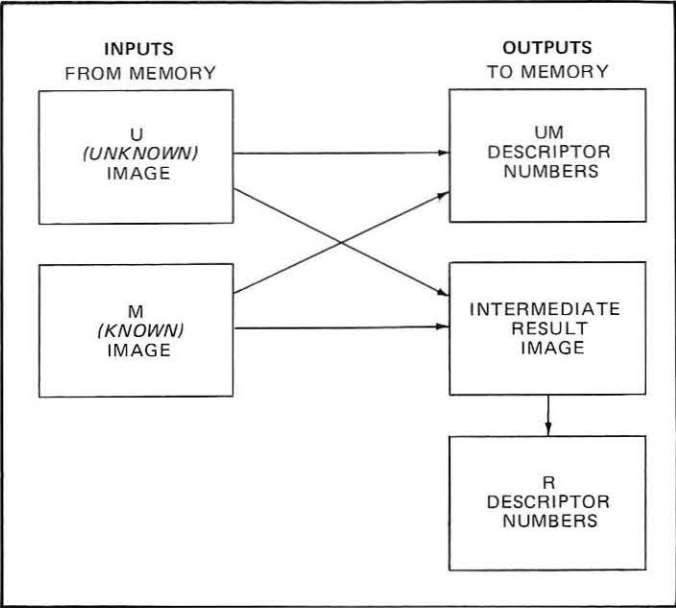 INPUTS
FROM MEMORY
OUTPUTS
TO MEMORY
U
(UNKNOWN)
IMAGE
UM
DESCRIPTOR
NUMBERS
M
(KNOWN)
IMAGE
INTERMEDIATE
RESULT
IMAGE
R
DESCRIPTOR
NUMBERS